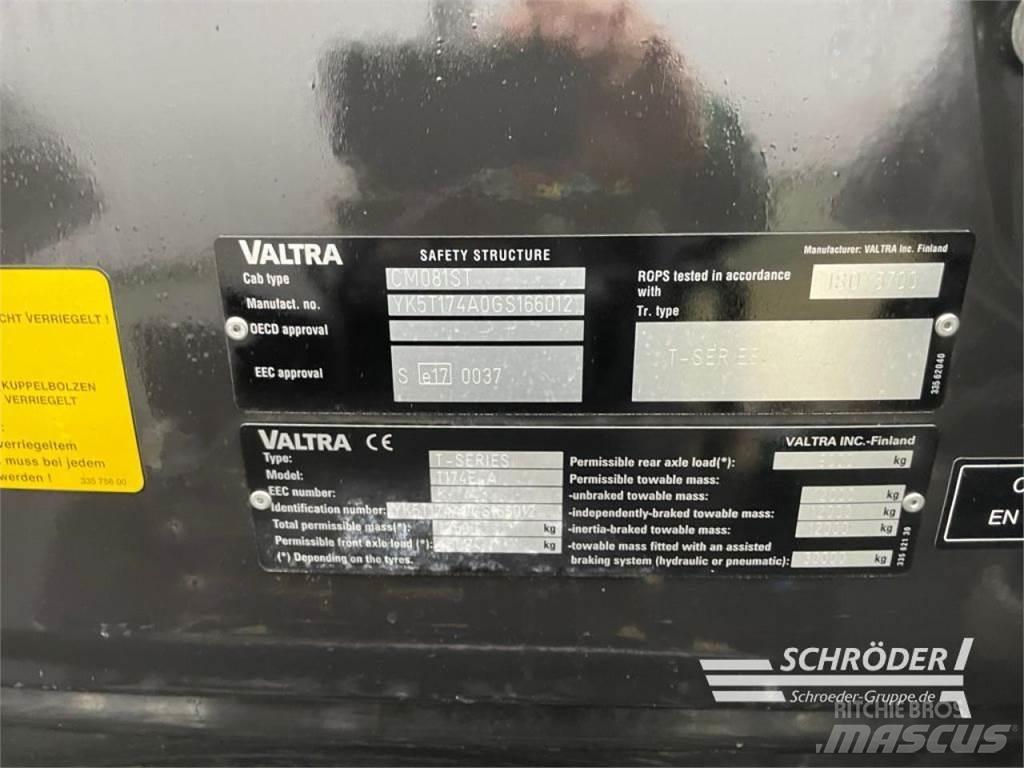 CHT VERRIEGELT !
KUPPELBOLZEN
VERRIEGELT
:
verriegeltem
muss bei jedem
werden !
335 756 00
VALTRA
SAFETY STRUCTURE
Manufacturer: VALTRA Inc. Finland
Cab type CM081ST
Manufact. no. YK5T174A0GS166012
OECD approval
EEC approval S e17 0037
ROPS tested in accordance
with ISO 3700
Tr. type
T-SERIES
335 62040
VALTRA CE
VALTRA INC.-Finland
Type: T-SERIES
Model:
EEC number:
Identification number: YK5T174A0GS166012
Total permissible mass(*): kg
Permissible front axle load (*): kg
(*) Depending on the tyres.
Permissible rear axle load(*): kg
Permissible towable mass:
-unbraked towable mass: kg
-independently-braked towable mass: kg
-inertia-braked towable mass: kg
-towable mass fitted with an assisted
braking system (hydraulic or pneumatic): kg
335 621 30
EN
SCHRÖDER
Schroeder-Gruppe.de
RITCHIE BROS
MASCUS